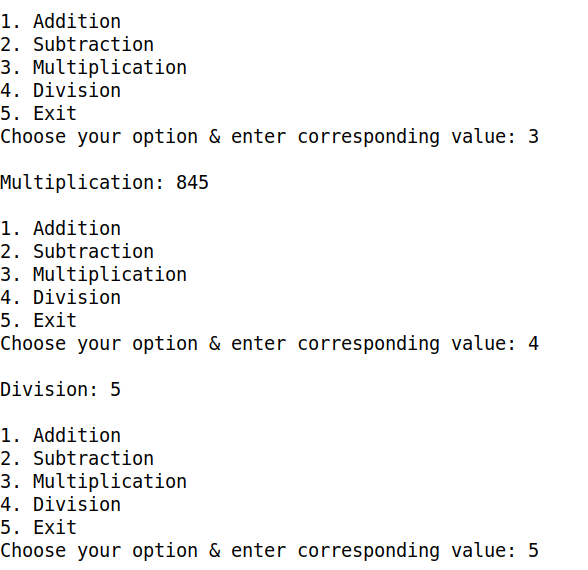 1. Addition
2. Subtraction
3. Multiplication
4. Division
5. Exit
Choose your option & enter corresponding value: 3
Multiplication: 845
1. Addition
2. Subtraction
3. Multiplication
4. Division
5. Exit
Choose your option & enter corresponding value: 4
Division: 5
1. Addition
2. Subtraction
3. Multiplication
4. Division
5. Exit
Choose your option & enter corresponding value: 5